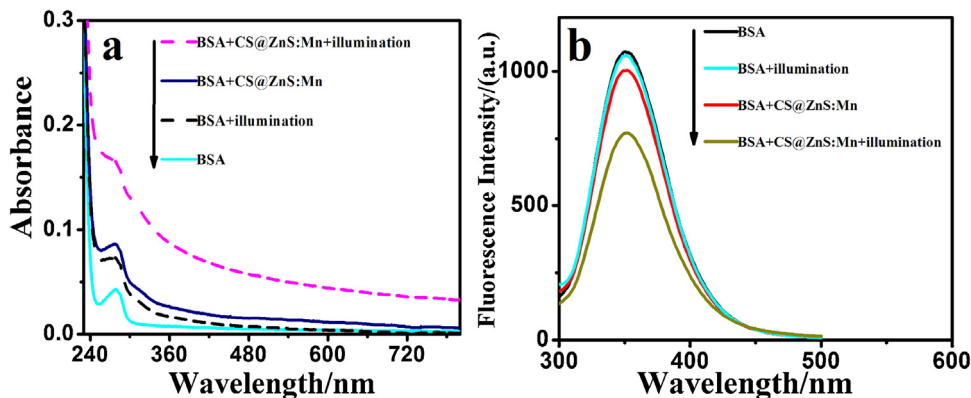 a
BSA+CS@ZnS:Mn+illumination
BSA+CS@ZnS:Mn
BSA+illumination
BSA
Absorbance
0.3
0.2
0.1
0.0
240 360 480 600 720
Wavelength/nm
b
BSA
BSA+illumination
BSA+CS@ZnS:Mn
BSA+CS@ZnS:Mn+illumination
Fluorescence Intensity/(a.u.)
1000
500
0
300 400 500 600
Wavelength/nm